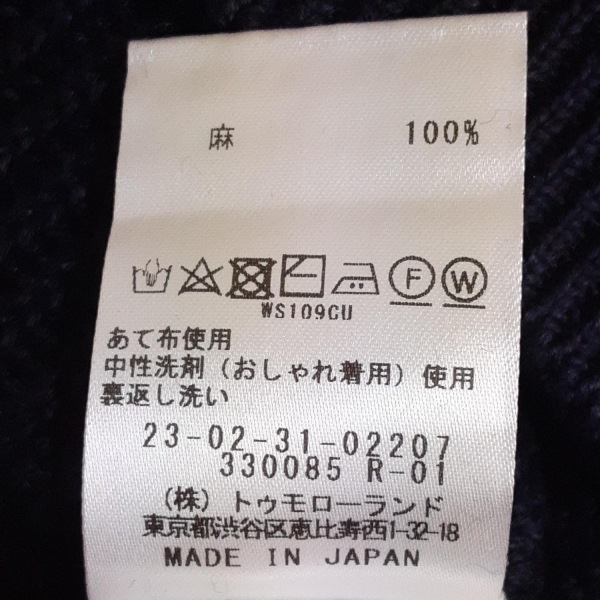 麻 100%
F W
WS109CU
あて布使用
中性洗剤(おしゃれ着用)使用
裏返し洗い
23-02-31-02207
330085 R-01
(株)トゥモローランド
東京都渋谷区恵比寿西1-32-18
MADE IN JAPAN